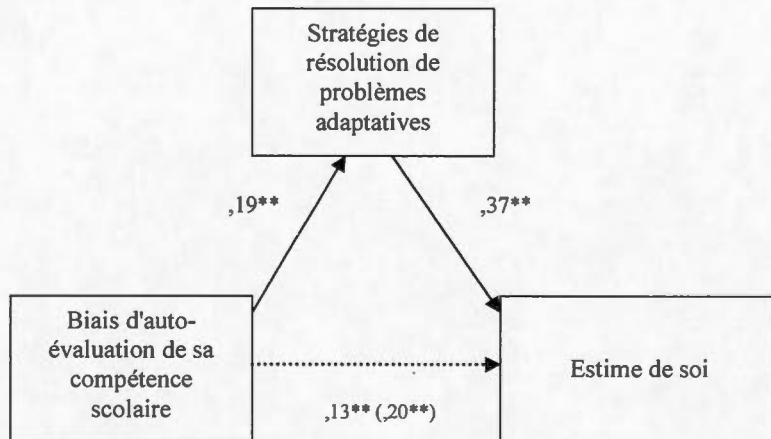 Stratégies de
résolution de
problèmes
adaptatives
,19**
,37**
Biais d'auto-
évaluation de sa
compétence
scolaire
Estime de soi
,13** (,20**)